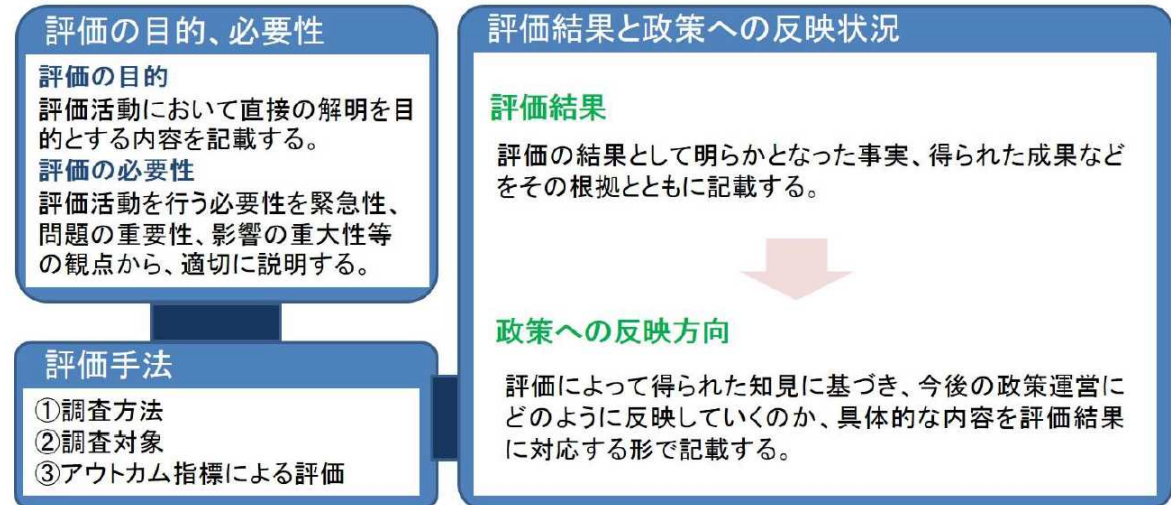 評価の目的、必要性
評価の目的
評価活動において直接の解明を目
的とする内容を記載する。
評価の必要性
評価活動を行う必要性を緊急性、
問題の重要性、影響の重大性等
の観点から、適切に説明する。
評価手法
①調査方法
②調査対象
③アウトカム指標による評価
評価結果と政策への反映状況
評価結果
評価の結果として明らかとなった事実、得られた成果など
をその根拠とともに記載する。
政策への反映方向
評価によって得られた知見に基づき、今後の政策運営に
どのように反映していくのか、具体的な内容を評価結果
に対応する形で記載する。